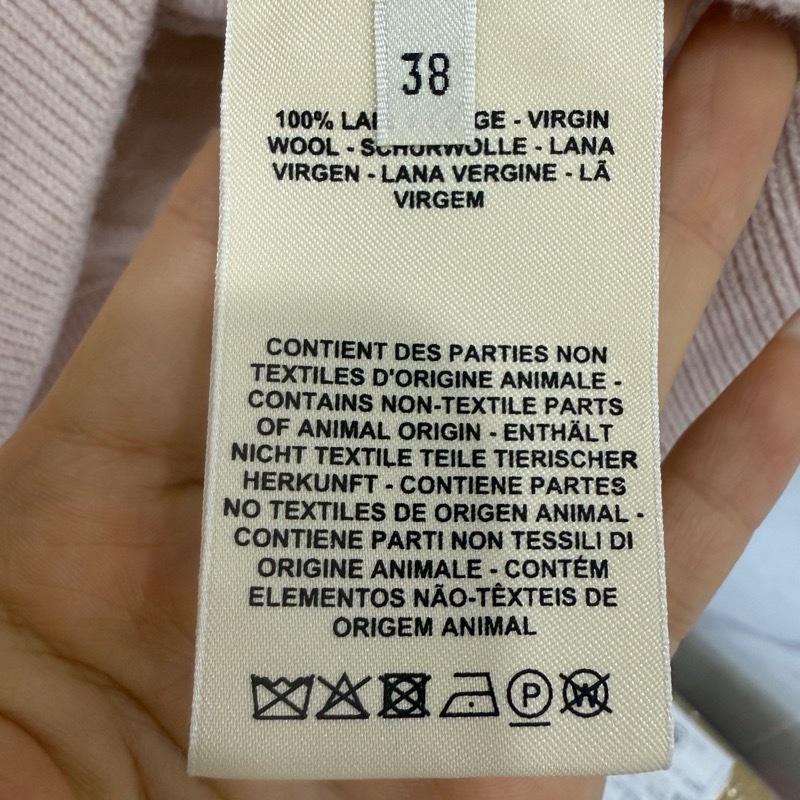 38
100% VIRGIN
WOOL - SCHURWOLLE - LANA
VIRGEN - LANA VERGINE - LÃ
VIRGEM
CONTIENT DES PARTIES NON
TEXTILES D'ORIGINE ANIMALE -
CONTAINS NON-TEXTILE PARTS
OF ANIMAL ORIGIN - ENTHÄLT
NICHT TEXTILE TEILE TIERISCHER
HERKUNFT - CONTIENE PARTES
NO TEXTILES DE ORIGEN ANIMAL -
CONTIENE PARTI NON TESSILI DI
ORIGINE ANIMALE - CONTÉM
ELEMENTOS NÃO-TÊXTEIS DE
ORIGEM ANIMAL
P W